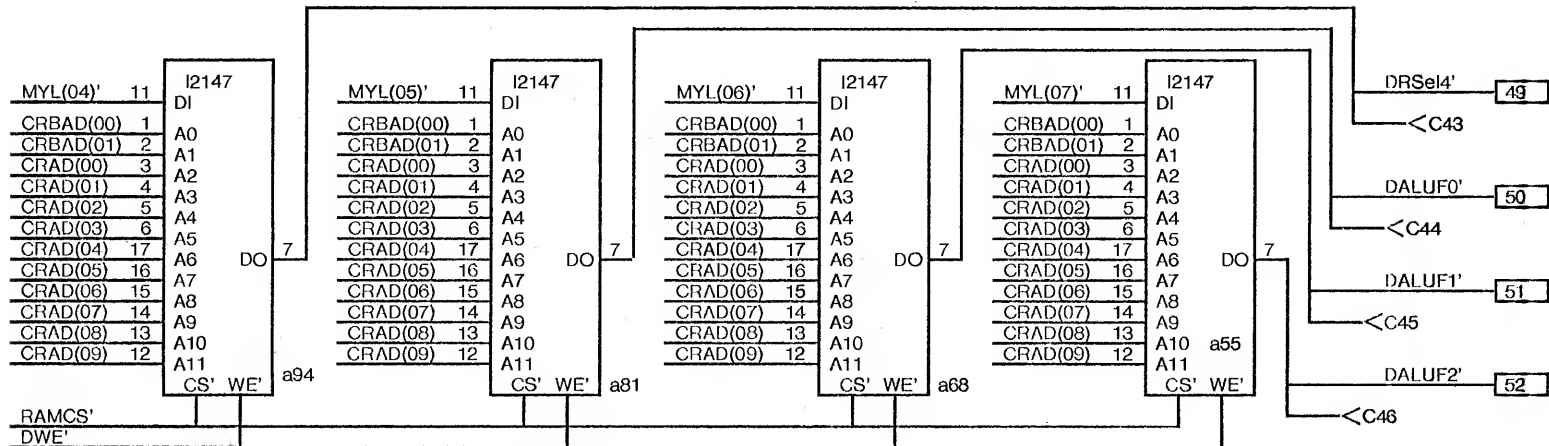 I2147 I2147 I2147 I2147
MYL(04)' 11 DI MYL(05)' 11 DI MYL(06)' 11 DI MYL(07)' 11 DI DRSel4' 49
CRBAD(00) 1 A0 CRBAD(00) 1 A0 CRBAD(00) 1 A0 CRBAD(00) 1 A0 <C43
CRBAD(01) 2 A1 CRBAD(01) 2 A1 CRBAD(01) 2 A1 CRBAD(01) 2 A1
CRAD(00) 3 A2 CRAD(00) 3 A2 CRAD(00) 3 A2 CRAD(00) 3 A2
CRAD(01) 4 A3 CRAD(01) 4 A3 CRAD(01) 4 A3 CRAD(01) 4 A3 DALUF0' 50
CRAD(02) 5 A4 CRAD(02) 5 A4 CRAD(02) 5 A4 CRAD(02) 5 A4
CRAD(03) 6 A5 CRAD(03) 6 A5 CRAD(03) 6 A5 CRAD(03) 6 A5 <C44
CRAD(04) 17 A6 DO 7 CRAD(04) 17 A6 DO 7 CRAD(04) 17 A6 DO 7 CRAD(04) 17 A6 DO 7
CRAD(05) 16 A7 CRAD(05) 16 A7 CRAD(05) 16 A7 CRAD(05) 16 A7 DALUF1' 51
CRAD(06) 15 A8 CRAD(06) 15 A8 CRAD(06) 15 A8 CRAD(06) 15 A8
CRAD(07) 14 A9 CRAD(07) 14 A9 CRAD(07) 14 A9 CRAD(07) 14 A9 <C45
CRAD(08) 13 A10 CRAD(08) 13 A10 CRAD(08) 13 A10 CRAD(08) 13 A10 a55
CRAD(09) 12 A11 CRAD(09) 12 A11 CRAD(09) 12 A11 CRAD(09) 12 A11
CS' WE' a94 CS' WE' a81 CS' WE' a68 CS' WE' DALUF2' 52
RAMCS' <C46
DWE'